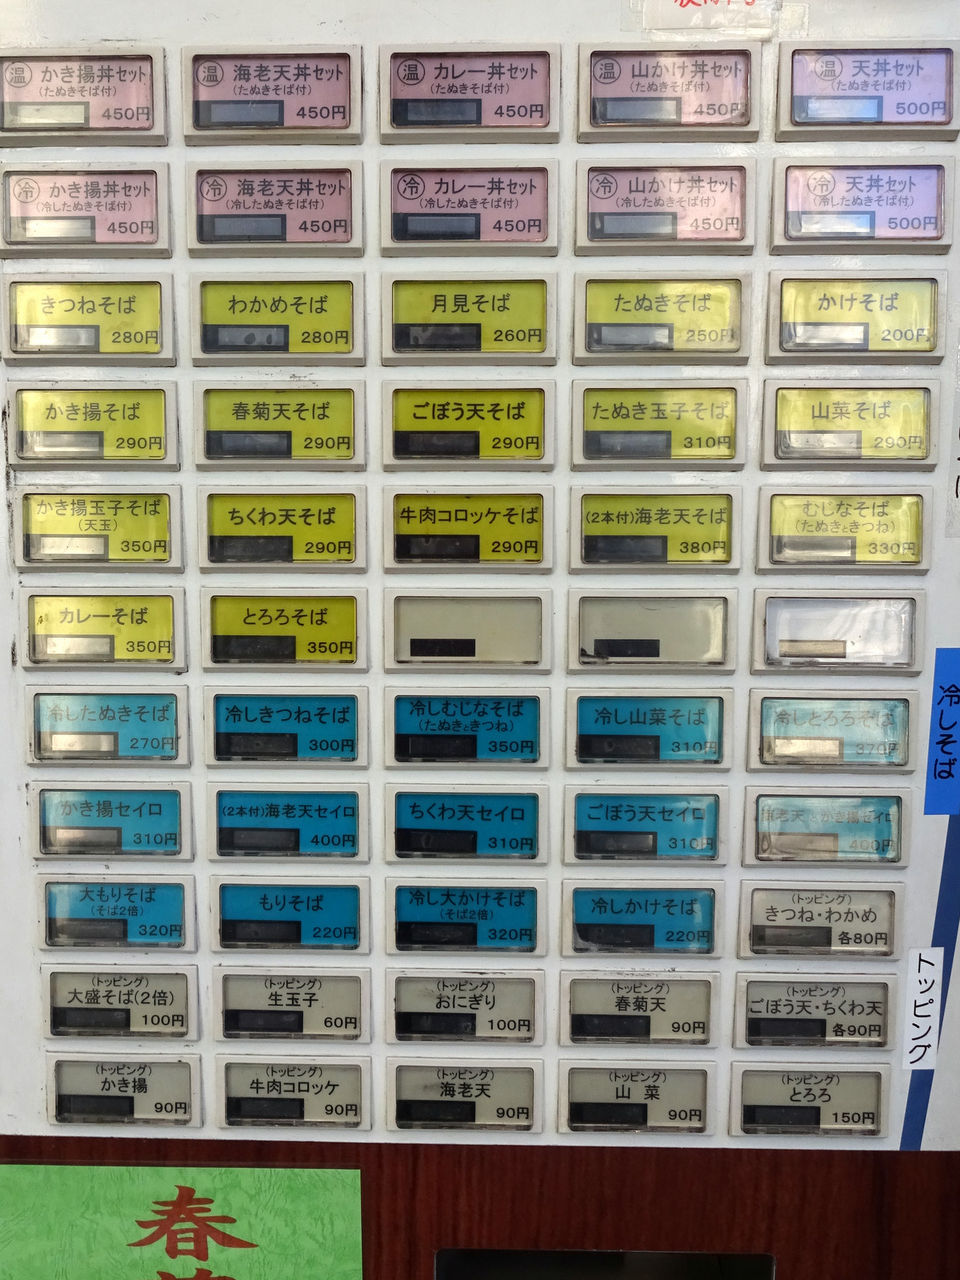 温 かき揚丼セット
(たぬきそば付)
450円
温 海老天丼セット
(たぬきそば付)
450円
温 カレー丼セット
(たぬきそば付)
450円
温 山かけ丼セット
(たぬきそば付)
450円
温 天丼セット
(たぬきそば付)
500円
冷 かき揚丼セット
(冷したぬきそば付)
450円
冷 海老天丼セット
(冷したぬきそば付)
450円
冷 カレー丼セット
(冷したぬきそば付)
450円
冷 山かけ丼セット
(冷したぬきそば付)
450円
冷 天丼セット
(冷したぬきそば付)
500円
きつねそば
280円
わかめそば
280円
月見そば
260円
たぬきそば
250円
かけそば
200円
かき揚そば
290円
春菊天そば
290円
ごぼう天そば
290円
たぬき玉子そば
310円
山菜そば
290円
かき揚玉子そば
(天玉)
350円
ちくわ天そば
290円
牛肉コロッケそば
290円
(2本付)海老天そば
380円
むじなそば
(たぬきときつね)
330円
カレーそば
350円
とろろそば
350円
冷したぬきそば
270円
冷しきつねそば
300円
冷しむじなそば
(たぬきときつね)
350円
冷し山菜そば
310円
冷しとろろそば
370円
冷しそば
かき揚セイロ
310円
(2本付)海老天セイロ
400円
ちくわ天セイロ
310円
ごぼう天セイロ
310円
海老天とかき揚セイロ
400円
大もりそば
(そば2倍)
320円
もりそば
220円
冷し大かけそば
(そば2倍)
320円
冷しかけそば
220円
(トッピング)
きつね・わかめ
各80円
トッピング
(トッピング)
大盛そば(2倍)
100円
(トッピング)
生玉子
60円
(トッピング)
おにぎり
100円
(トッピング)
春菊天
90円
(トッピング)
ごぼう天・ちくわ天
各90円
(トッピング)
かき揚
90円
(トッピング)
牛肉コロッケ
90円
(トッピング)
海老天
90円
(トッピング)
山菜
90円
(トッピング)
とろろ
150円
春